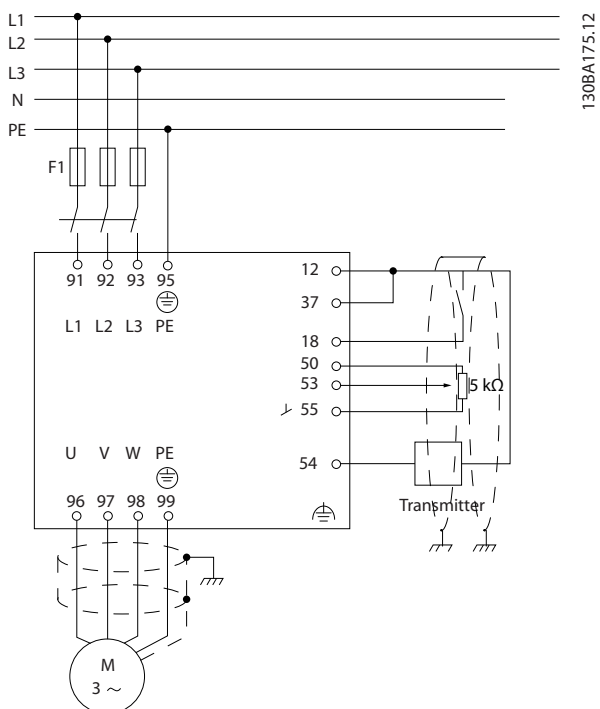 L1
L2
L3
N
PE
130BA175.12
F1
91 92 93 95
L1 L2 L3 PE
12
37
18
50
53
5 kΩ
55
54
Transmitter
U V W PE
96 97 98 99
M
3 ~